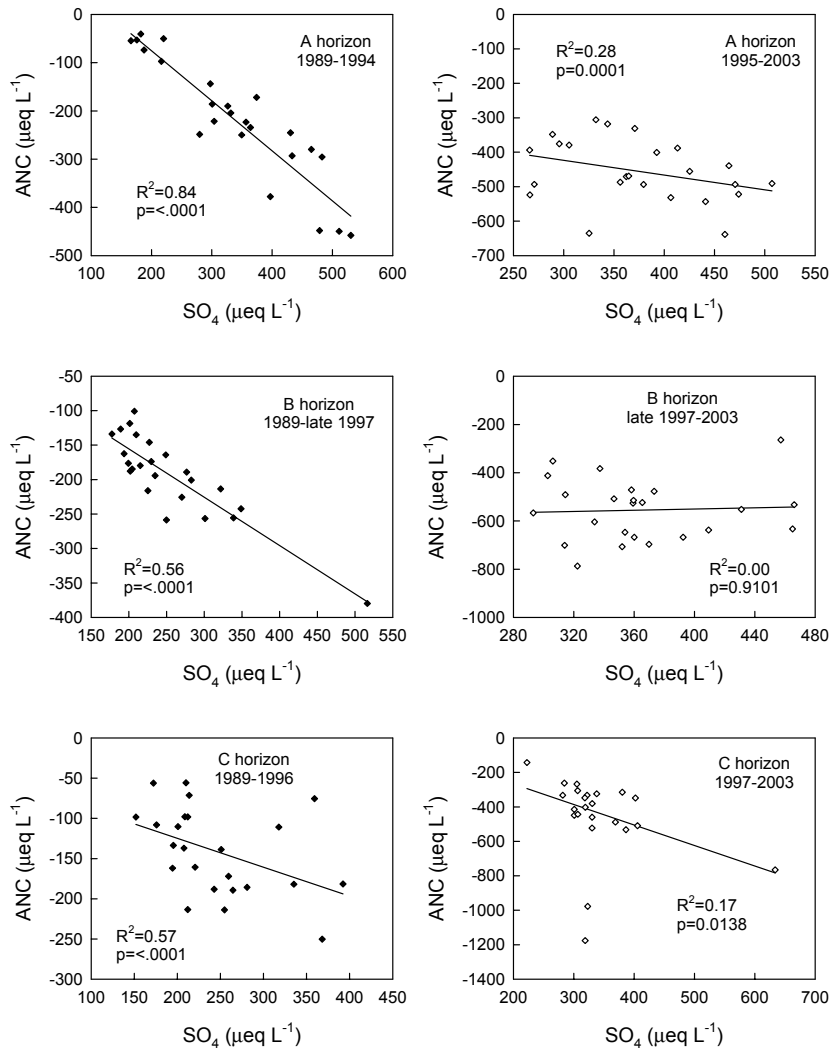 0
-100
-200
-300
-400
-500
100 200 300 400 500 600
ANC (µeq L⁻¹)
SO₄ (µeq L⁻¹)
A horizon
1989-1994
R²=0.84
p=<.0001
0
-100
-200
-300
-400
-500
-600
-700
250 300 350 400 450 500 550
ANC (µeq L⁻¹)
SO₄ (µeq L⁻¹)
R²=0.28
p=0.0001
A horizon
1995-2003
-50
-100
-150
-200
-250
-300
-350
-400
150 200 250 300 350 400 450 500 550
ANC (µeq L⁻¹)
SO₄ (µeq L⁻¹)
B horizon
1989-late 1997
R²=0.56
p=<.0001
0
-200
-400
-600
-800
-1000
280 320 360 400 440 480
ANC (µeq L⁻¹)
SO₄ (µeq L⁻¹)
B horizon
late 1997-2003
R²=0.00
p=0.9101
0
-50
-100
-150
-200
-250
-300
100 150 200 250 300 350 400 450
ANC (µeq L⁻¹)
SO₄ (µeq L⁻¹)
C horizon
1989-1996
R²=0.57
p=<.0001
0
-200
-400
-600
-800
-1000
-1200
-1400
200 300 400 500 600 700
ANC (µeq L⁻¹)
SO₄ (µeq L⁻¹)
C horizon
1997-2003
R²=0.17
p=0.0138